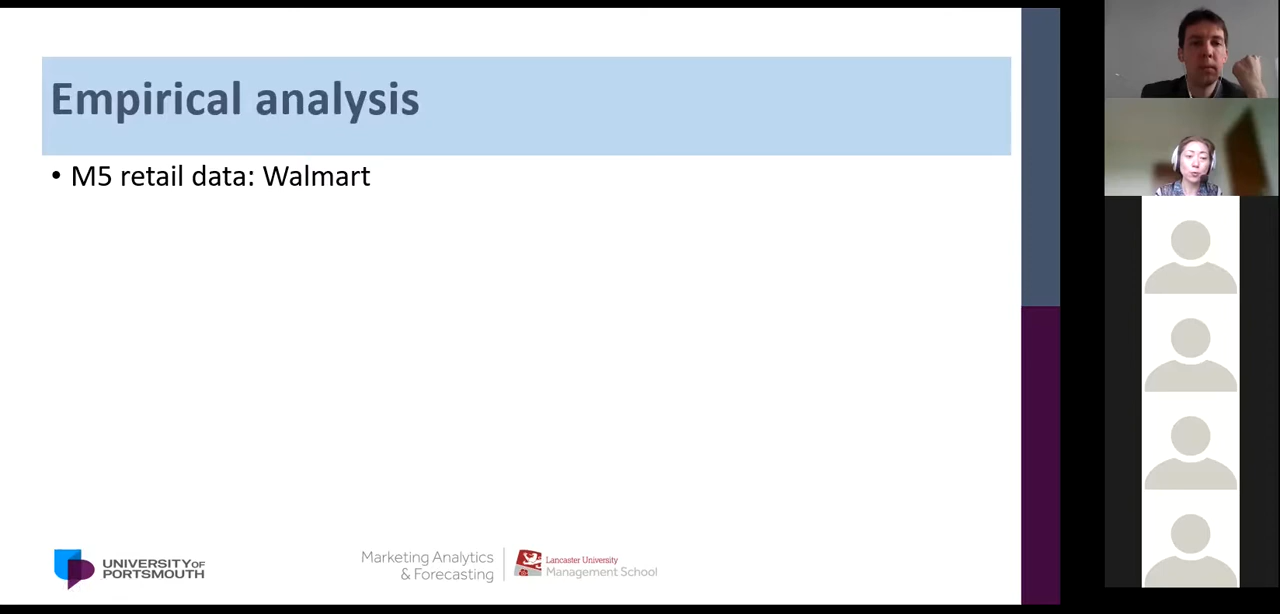 Empirical analysis
• M5 retail data: Walmart
UNIVERSITY OF
PORTSMOUTH
Marketing Analytics
& Forecasting
Lancaster University
Management School